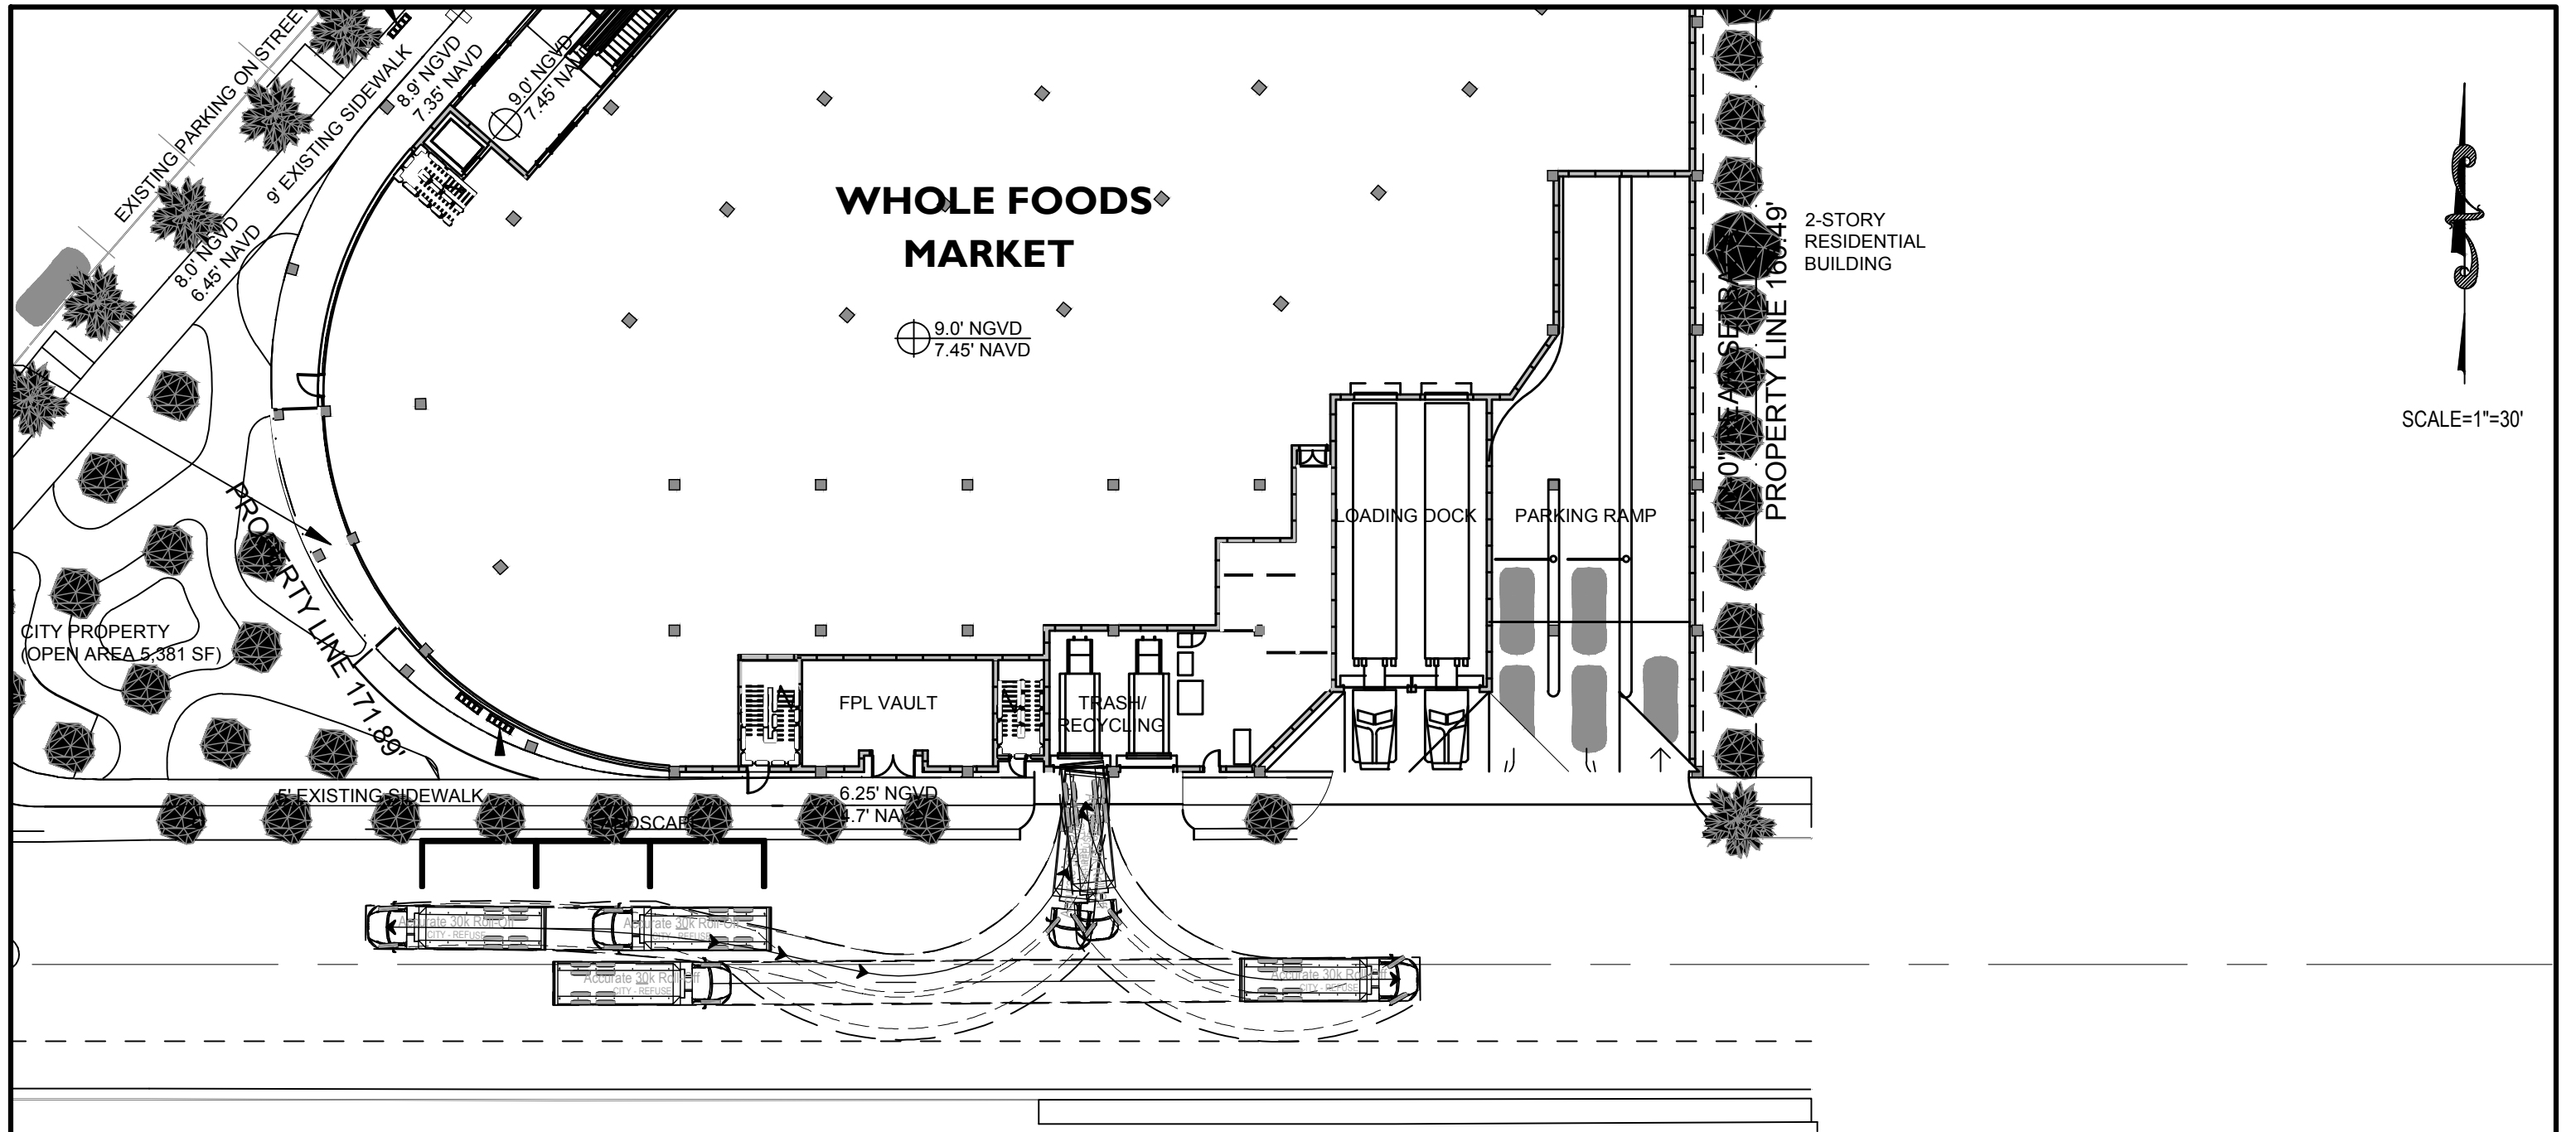 EXISTING PARKING ON STREET
9' EXISTING SIDEWALK
8.9' NGVD
7.35' NAVD
9.0' NGVD
7.45' NAVD
8.0' NGVD
6.45' NAVD
WHOLE FOODS
MARKET
9.0' NGVD
7.45' NAVD
2-STORY
RESIDENTIAL
BUILDING
SCALE=1"=30'
LOADING DOCK
PARKING RAMP
PROPERTY LINE
PROPERTY LINE 171.89'
CITY PROPERTY
(OPEN AREA 5,381 SF)
FPL VAULT
TRASH/
RECYCLING
5' EXISTING SIDEWALK
6.25' NGVD
4.7' NAVD
LANDSCAPE
Accurate 30k Roll-Off
CITY - REFUSE
Accurate 30k Roll-Off
CITY - REFUSE
Accurate 30k Roll-Off
CITY - REFUSE
Accurate 30k Roll-Off
CITY - REFUSE